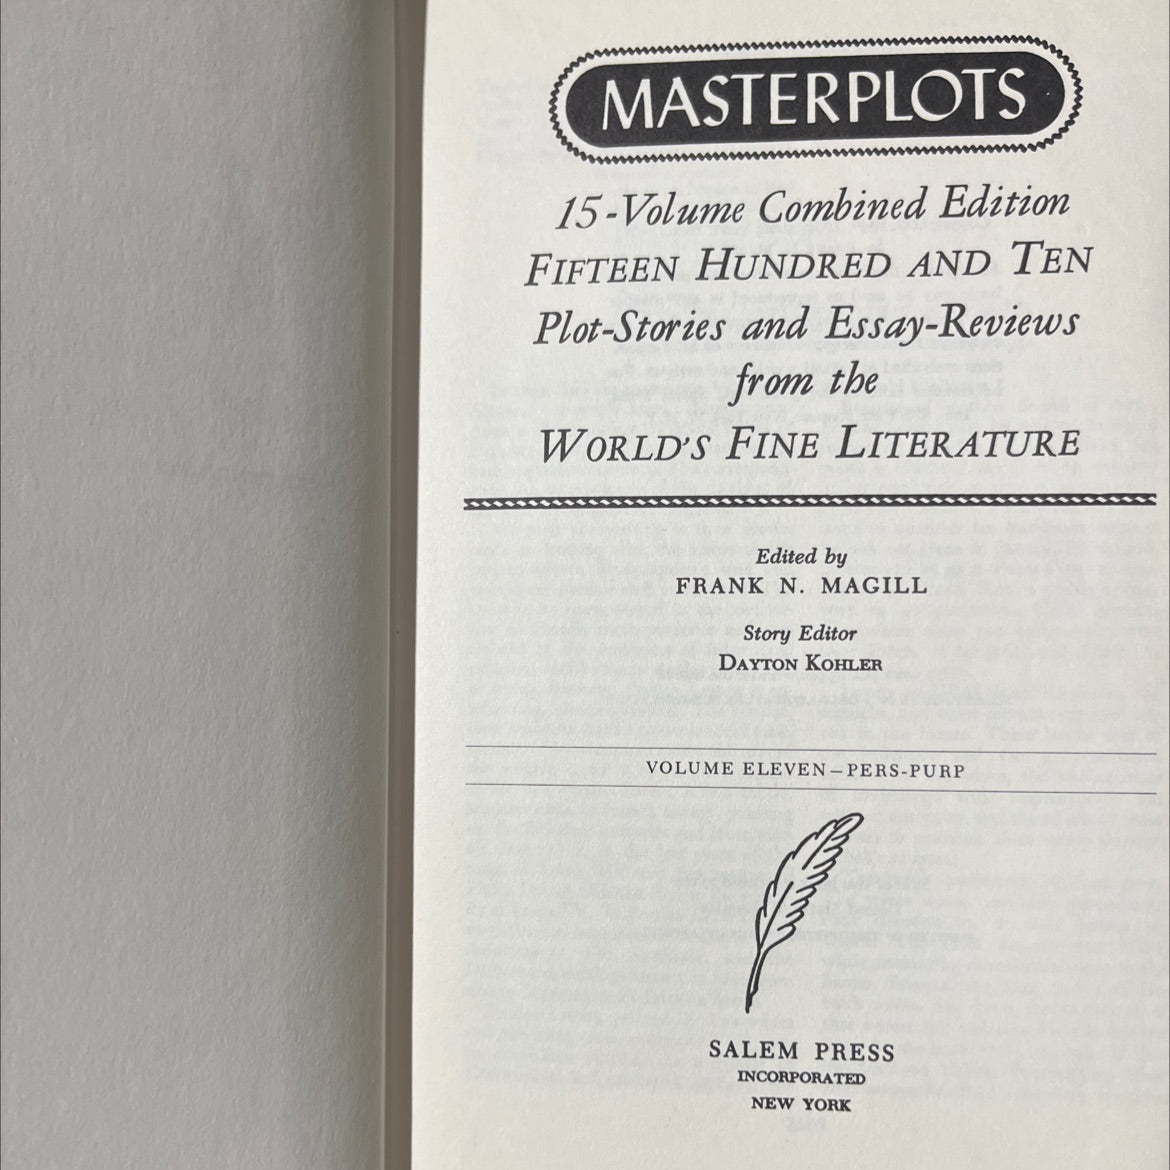 MASTERPLOTS
15-Volume Combined Edition
FIFTEEN HUNDRED AND TEN
Plot-Stories and Essay-Reviews
from the
WORLD'S FINE LITERATURE
Edited by
FRANK N. MAGILL
Story Editor
DAYTON KOHLER
VOLUME ELEVEN—PERS-PURP
SALEM PRESS
INCORPORATED
NEW YORK